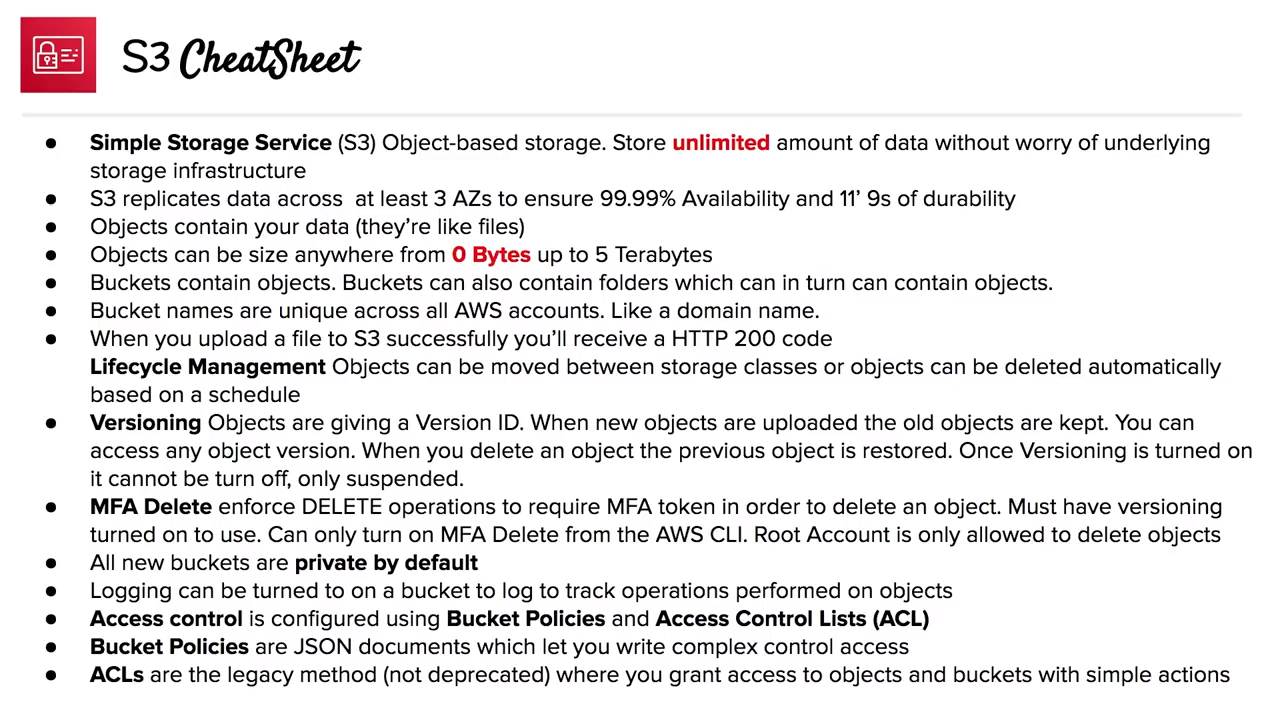 S3 CheatSheet
● Simple Storage Service (S3) Object-based storage. Store unlimited amount of data without worry of underlying
storage infrastructure
● S3 replicates data across  at least 3 AZs to ensure 99.99% Availability and 11’ 9s of durability
● Objects contain your data (they’re like files)
● Objects can be size anywhere from 0 Bytes up to 5 Terabytes
● Buckets contain objects. Buckets can also contain folders which can in turn can contain objects.
● Bucket names are unique across all AWS accounts. Like a domain name.
● When you upload a file to S3 successfully you’ll receive a HTTP 200 code
Lifecycle Management Objects can be moved between storage classes or objects can be deleted automatically
based on a schedule
● Versioning Objects are giving a Version ID. When new objects are uploaded the old objects are kept. You can
access any object version. When you delete an object the previous object is restored. Once Versioning is turned on
it cannot be turn off, only suspended.
● MFA Delete enforce DELETE operations to require MFA token in order to delete an object. Must have versioning
turned on to use. Can only turn on MFA Delete from the AWS CLI. Root Account is only allowed to delete objects
● All new buckets are private by default
● Logging can be turned to on a bucket to log to track operations performed on objects
● Access control is configured using Bucket Policies and Access Control Lists (ACL)
● Bucket Policies are JSON documents which let you write complex control access
● ACLs are the legacy method (not deprecated) where you grant access to objects and buckets with simple actions